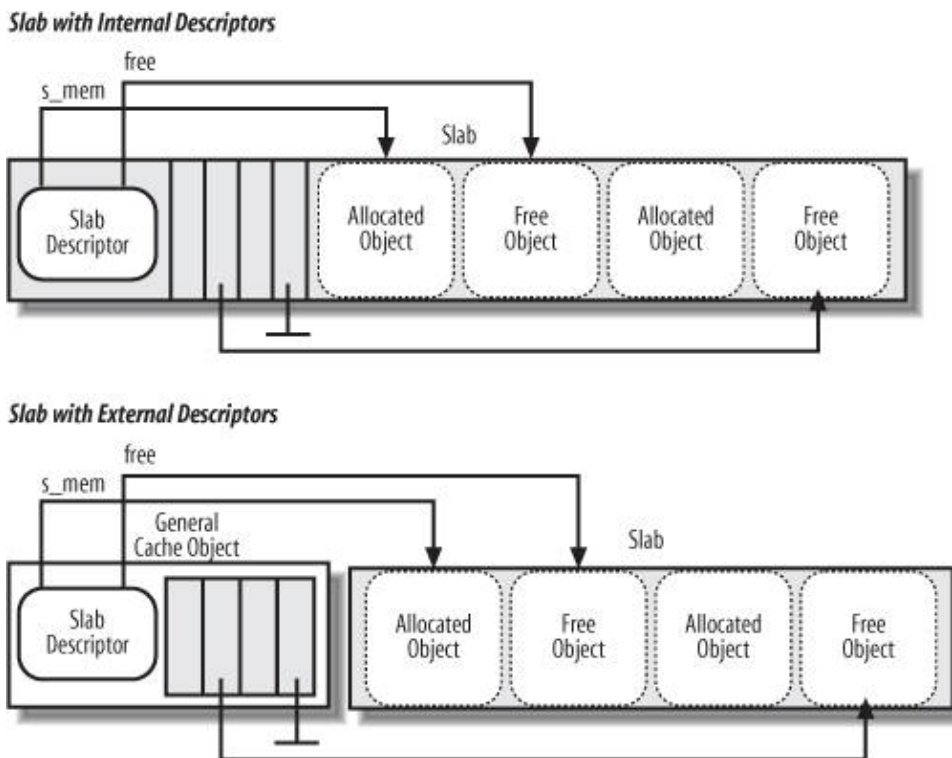 Slab with Internal Descriptors
free
s_mem
Slab
Slab
Descriptor
Allocated
Object
Free
Object
Allocated
Object
Free
Object
Slab with External Descriptors
free
s_mem
General
Cache Object
Slab
Slab
Descriptor
Allocated
Object
Free
Object
Allocated
Object
Free
Object